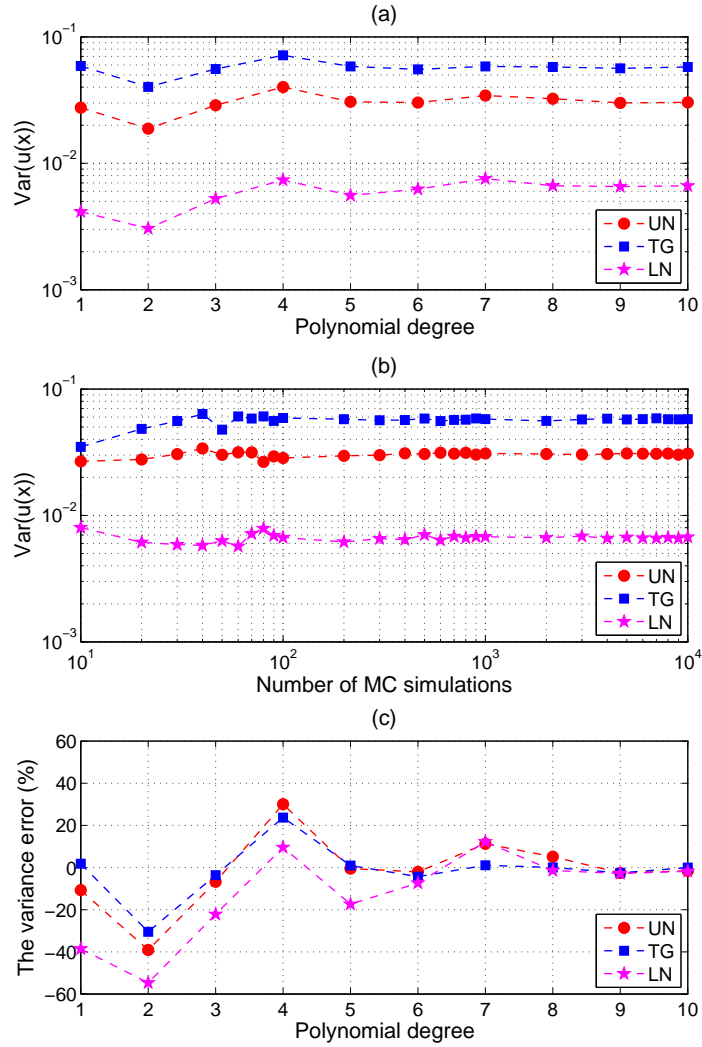 (a)
10^-1
10^-2
10^-3
Var(u(x))
UN
TG
LN
1 2 3 4 5 6 7 8 9 10
Polynomial degree
(b)
10^-1
10^-2
10^-3
Var(u(x))
UN
TG
LN
10^1 10^2 10^3 10^4
Number of MC simulations
(c)
60
40
20
0
−20
−40
−60
The variance error (%)
UN
TG
LN
1 2 3 4 5 6 7 8 9 10
Polynomial degree